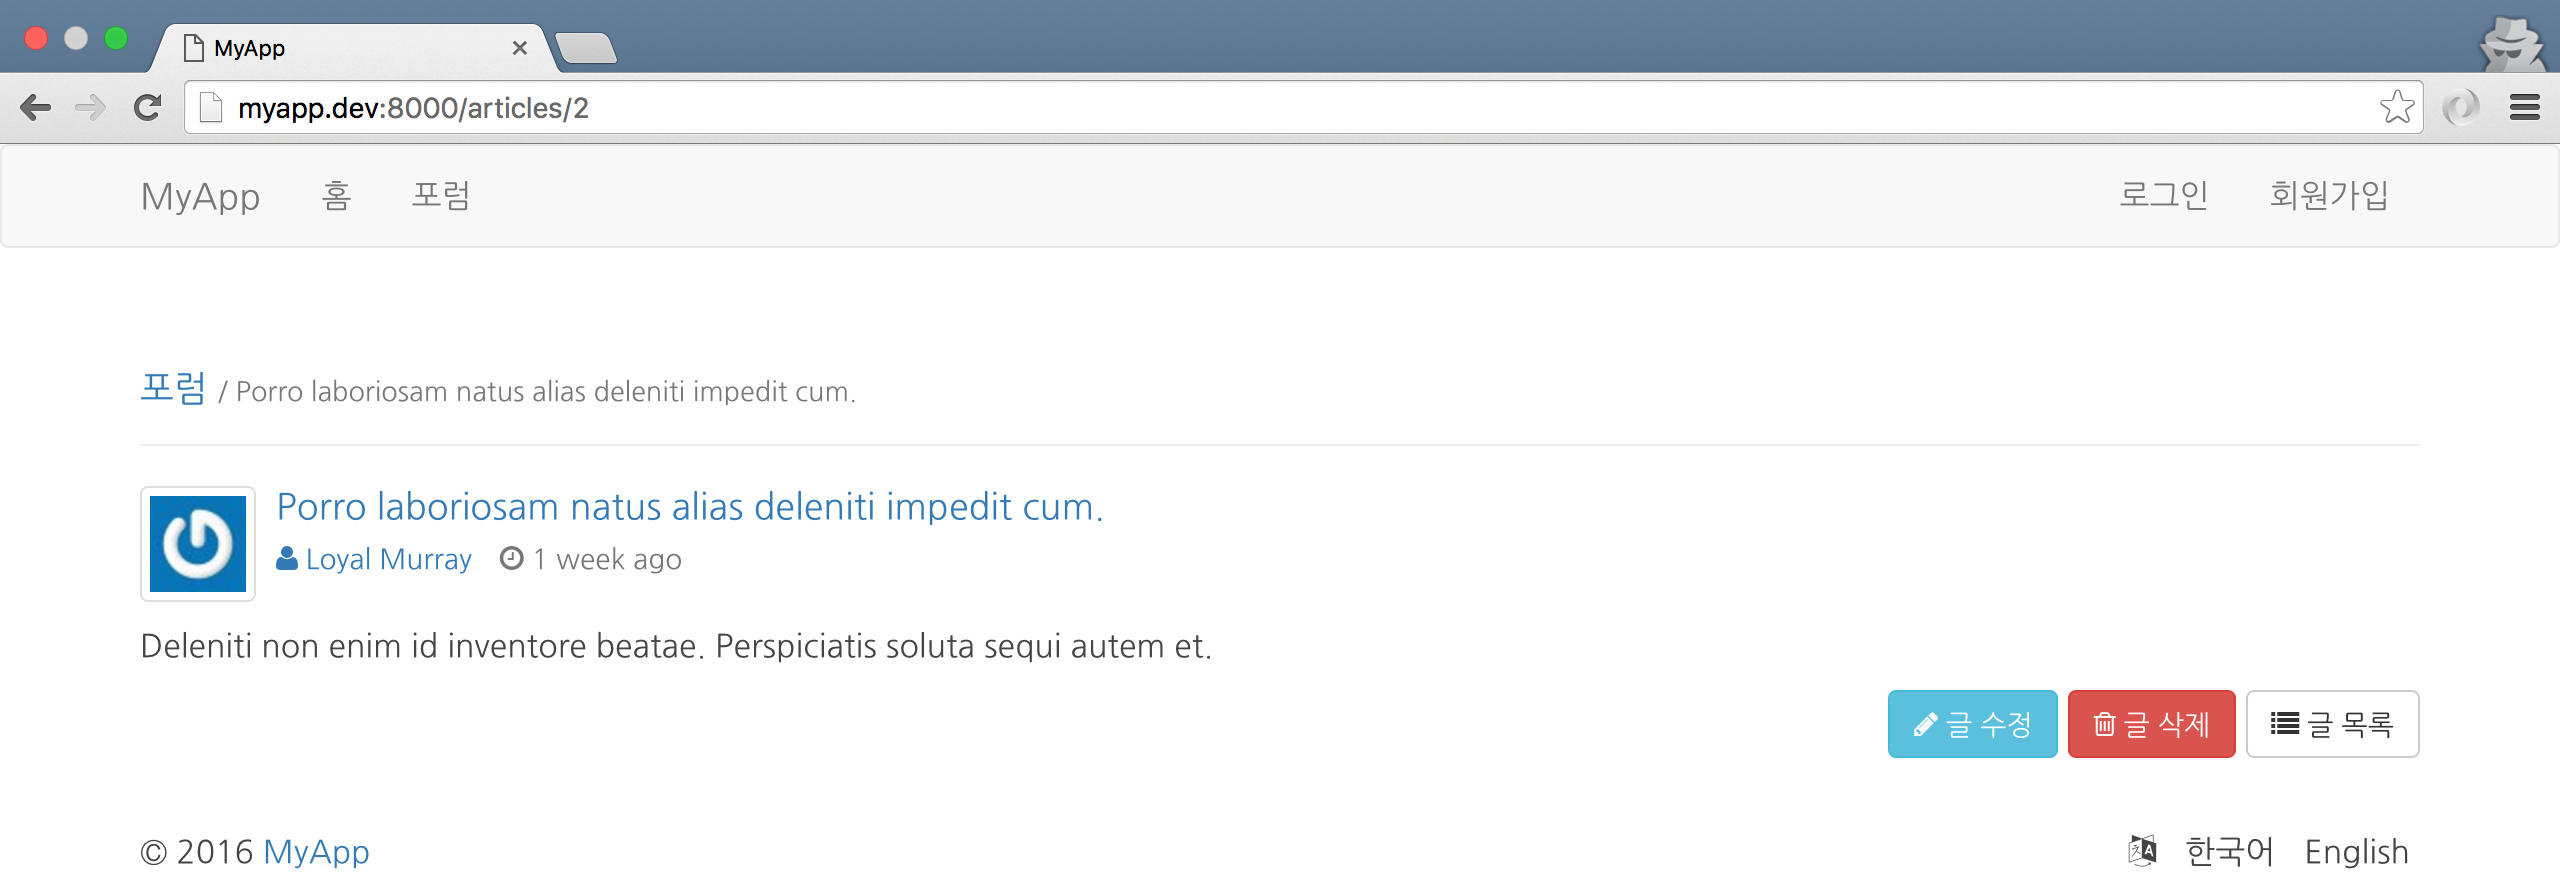 MyApp
myapp.dev:8000/articles/2
MyApp 홈 포럼 로그인 회원가입
포럼 / Porro laboriosam natus alias deleniti impedit cum.
Porro laboriosam natus alias deleniti impedit cum.
Loyal Murray 1 week ago
Deleniti non enim id inventore beatae. Perspiciatis soluta sequi autem et.
글 수정 글 삭제 글 목록
© 2016 MyApp 한국어 English